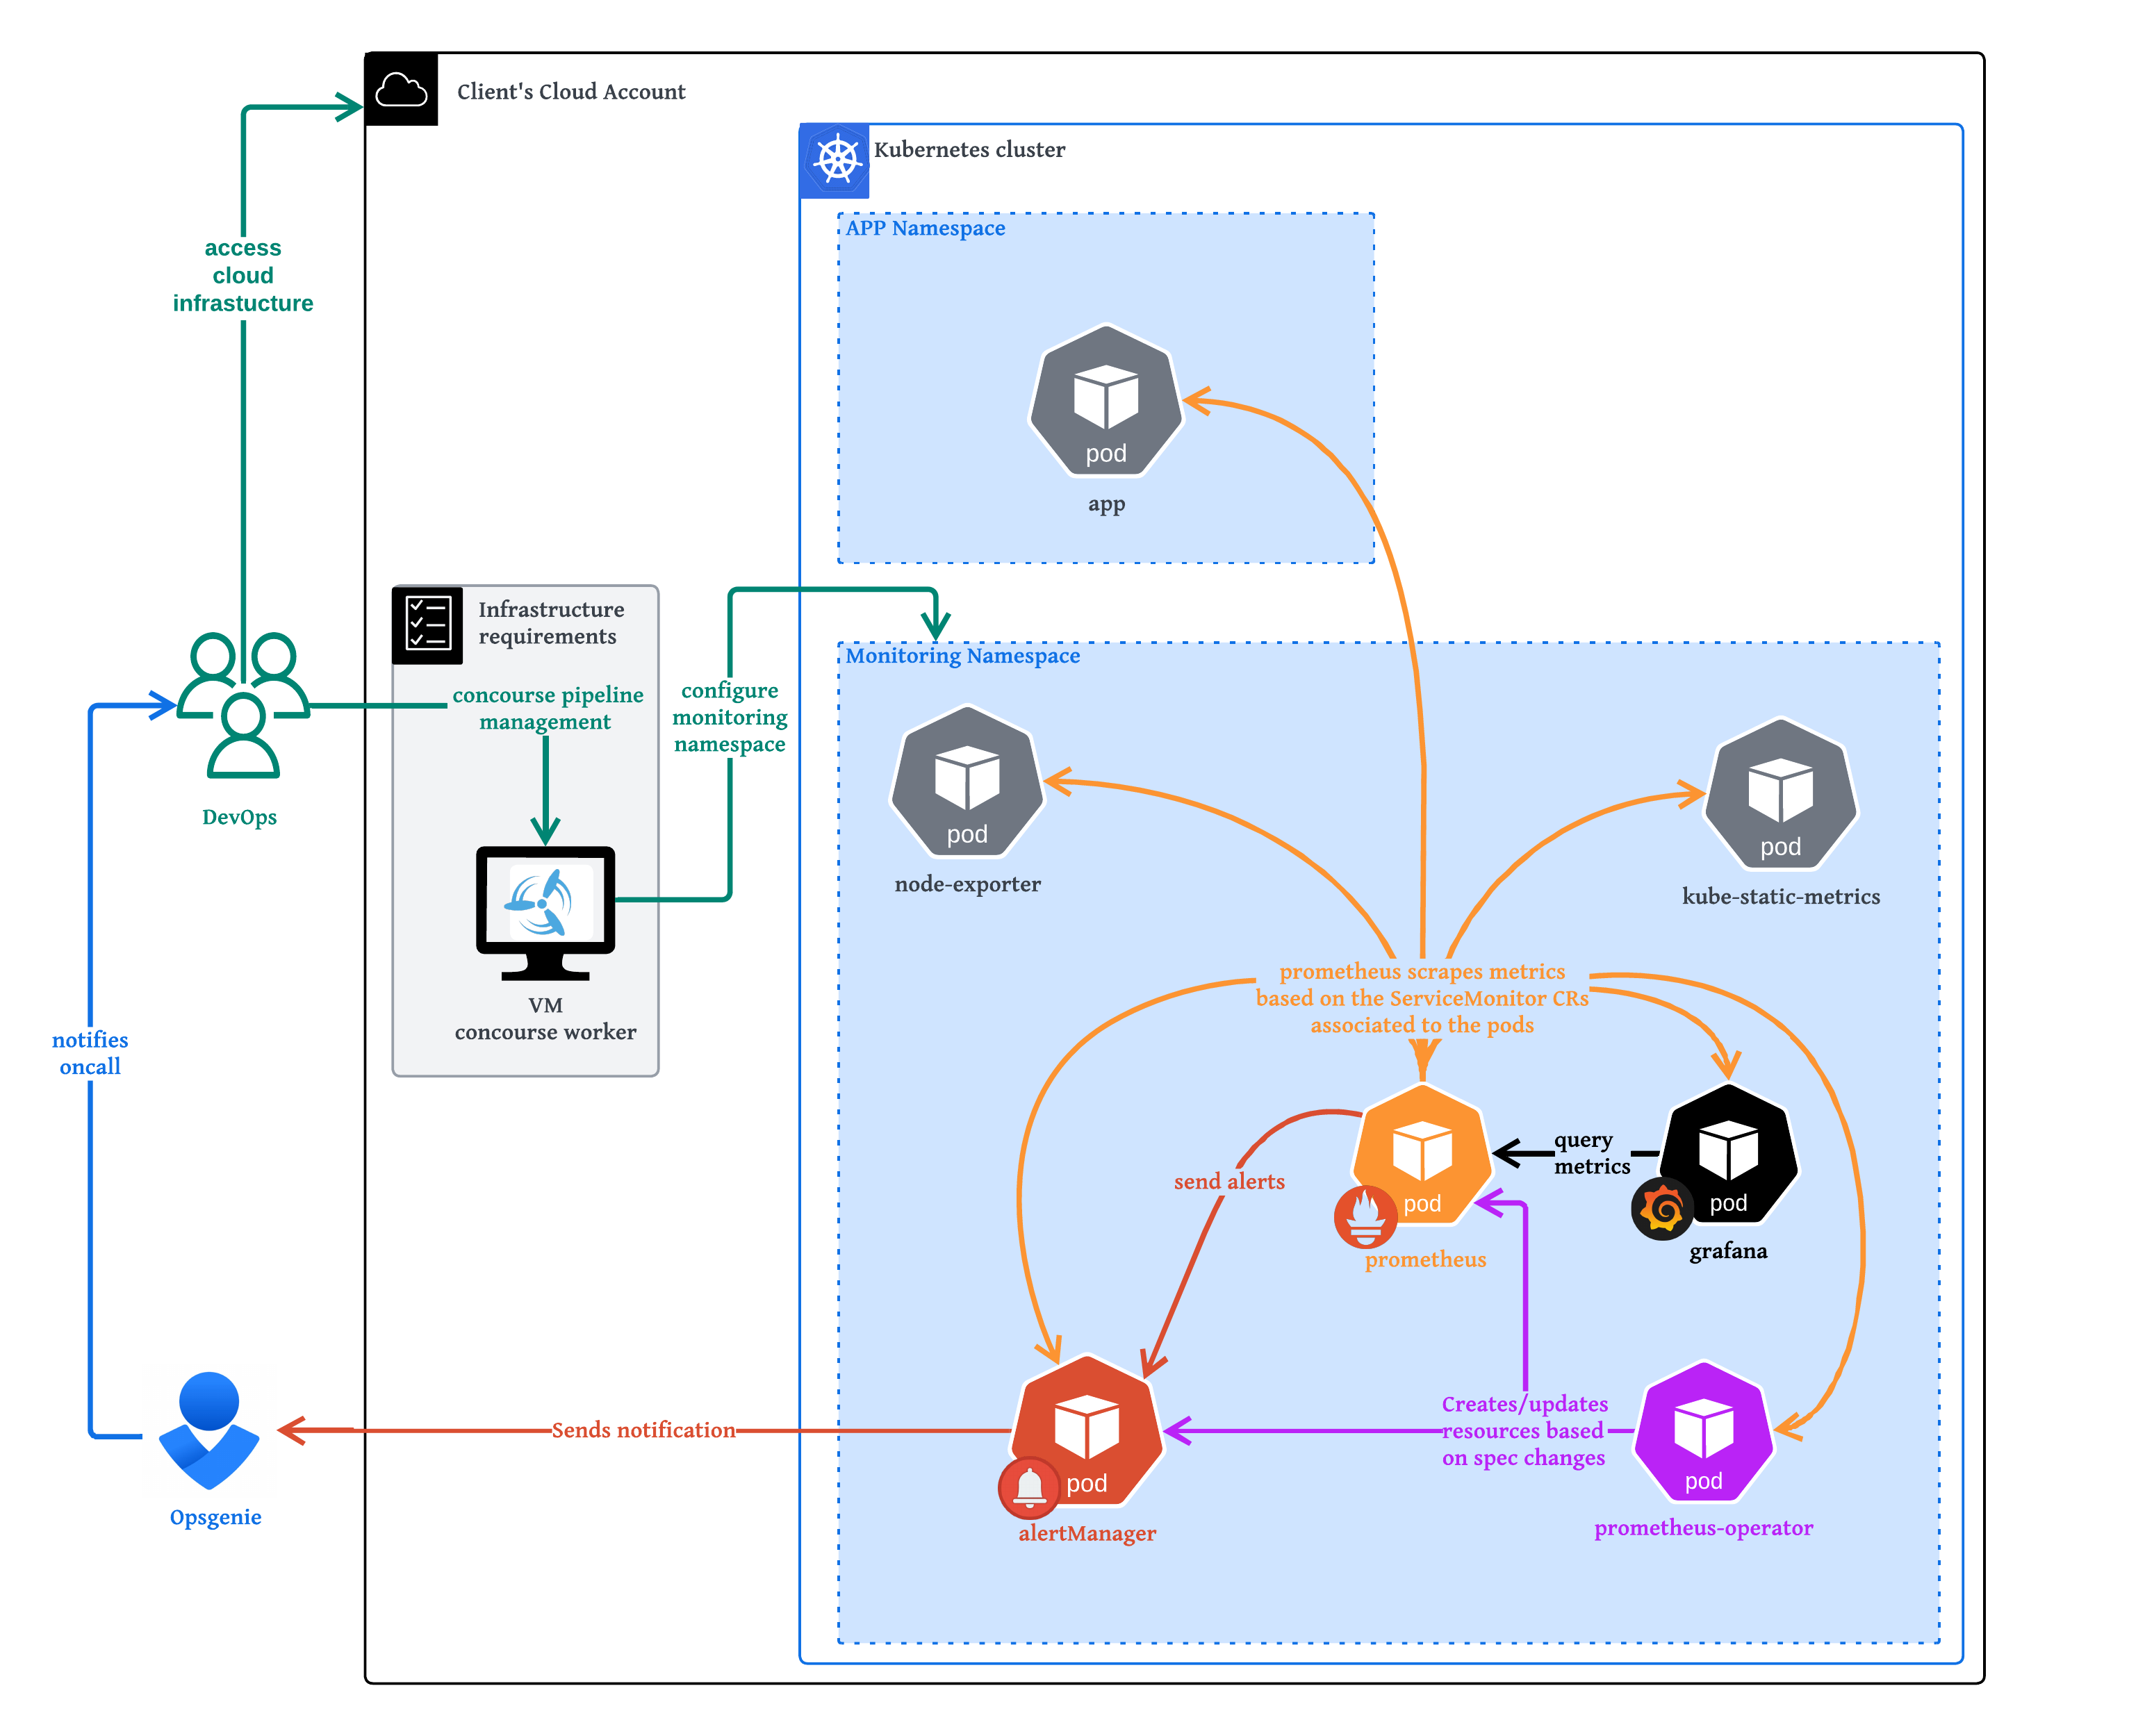 Client's Cloud Account
Kubernetes cluster
APP Namespace
access
cloud
infrastucture
pod
app
Infrastructure
requirements
Monitoring Namespace
concourse pipeline
management
configure
monitoring
namespace
DevOps
pod
node-exporter
pod
kube-static-metrics
VM
concourse worker
prometheus scrapes metrics
based on the ServiceMonitor CRs
associated to the pods
notifies
oncall
send alerts
pod
prometheus
query
metrics
pod
grafana
Sends notification
Creates/updates
resources based
on spec changes
pod
alertManager
pod
prometheus-operator
Opsgenie